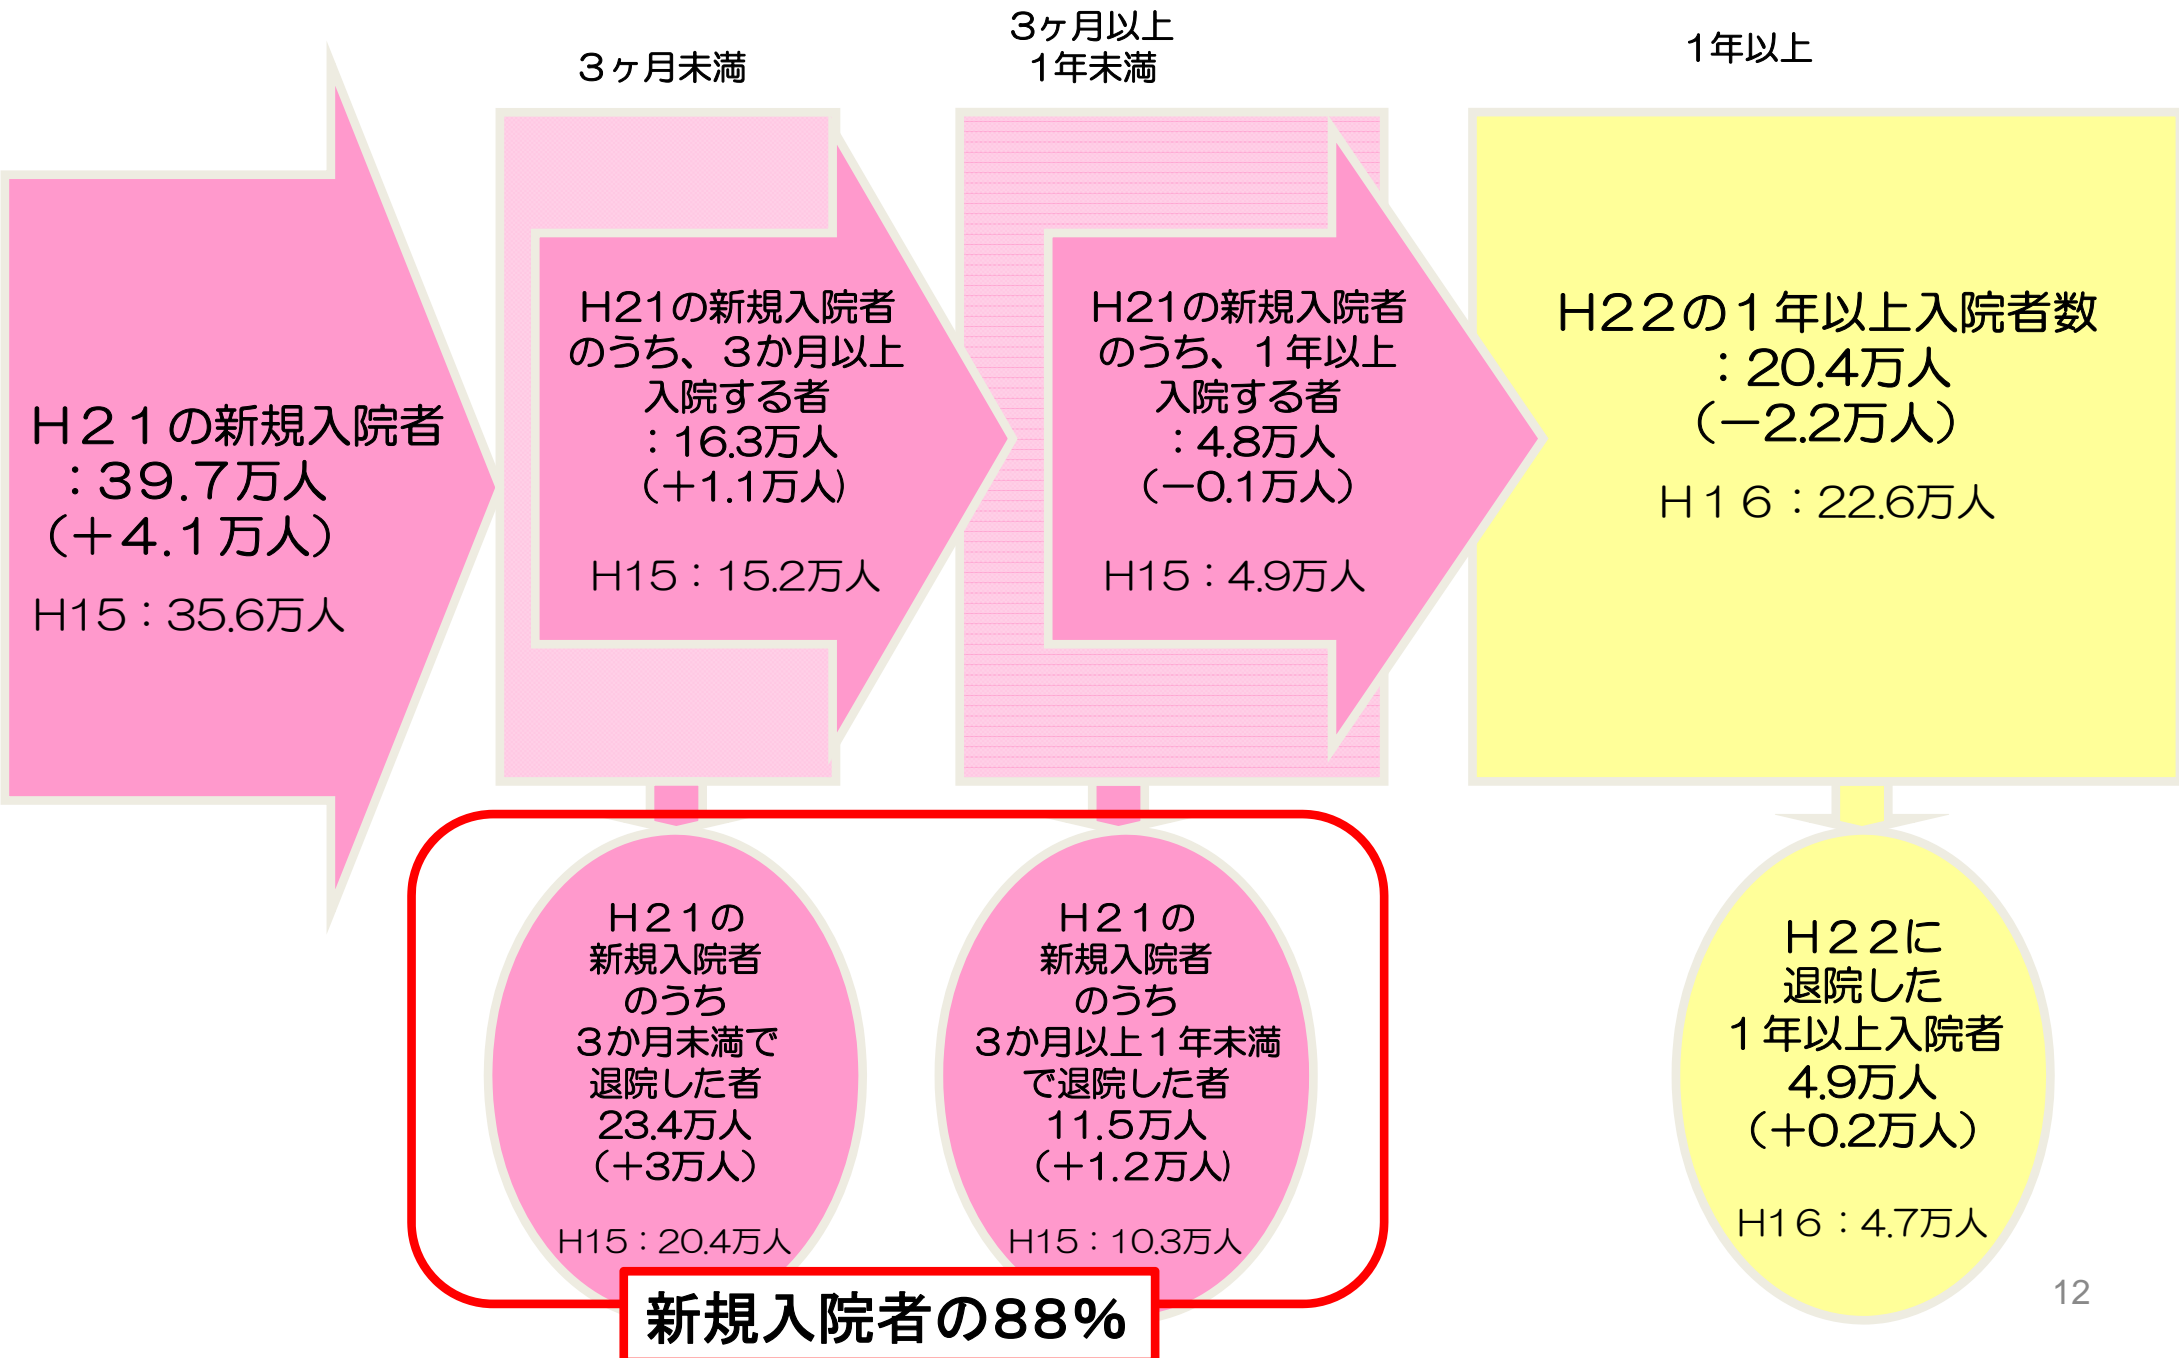 ３ヶ月未満
３ヶ月以上
１年未満
１年以上
Ｈ２１の新規入院者
：３９.７万人
（＋４.１万人）
H15：35.6万人
H21の新規入院者
のうち、３か月以上
入院する者
：16.3万人
（＋1.1万人)
H15：15.2万人
H21の新規入院者
のうち、１年以上
入院する者
：4.8万人
（－0.1万人）
H15：4.9万人
Ｈ２２の１年以上入院者数
：20.4万人
（－2.2万人）
Ｈ１６：22.6万人
Ｈ２１の
新規入院者
のうち
３か月未満で
退院した者
23.4万人
（＋3万人）
H15：20.4万人
Ｈ２１の
新規入院者
のうち
３か月以上１年未満
で退院した者
１１.５万人
（＋１.２万人)
H15：10.3万人
Ｈ２２に
退院した
１年以上入院者
4.9万人
（＋0.2万人）
H16：4.7万人
新規入院者の88%
12